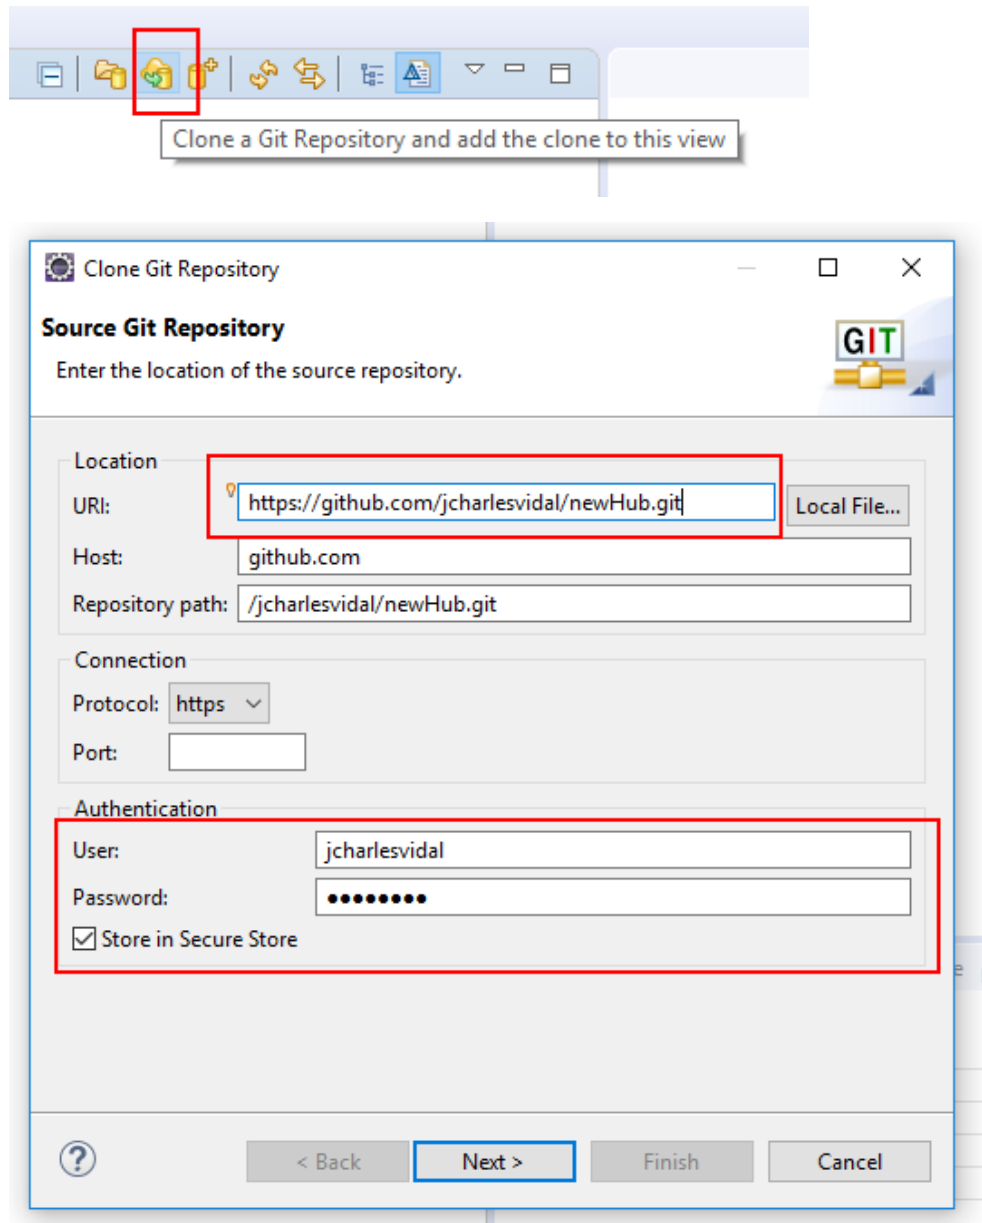 Clone a Git Repository and add the clone to this view
Clone Git Repository
Source Git Repository
Enter the location of the source repository.
GIT
Location
URI: https://github.com/jcharlesvidal/newHub.git Local File...
Host: github.com
Repository path: /jcharlesvidal/newHub.git
Connection
Protocol: https
Port:
Authentication
User: jcharlesvidal
Password: ●●●●●●●●
Store in Secure Store
e
? < Back Next > Finish Cancel